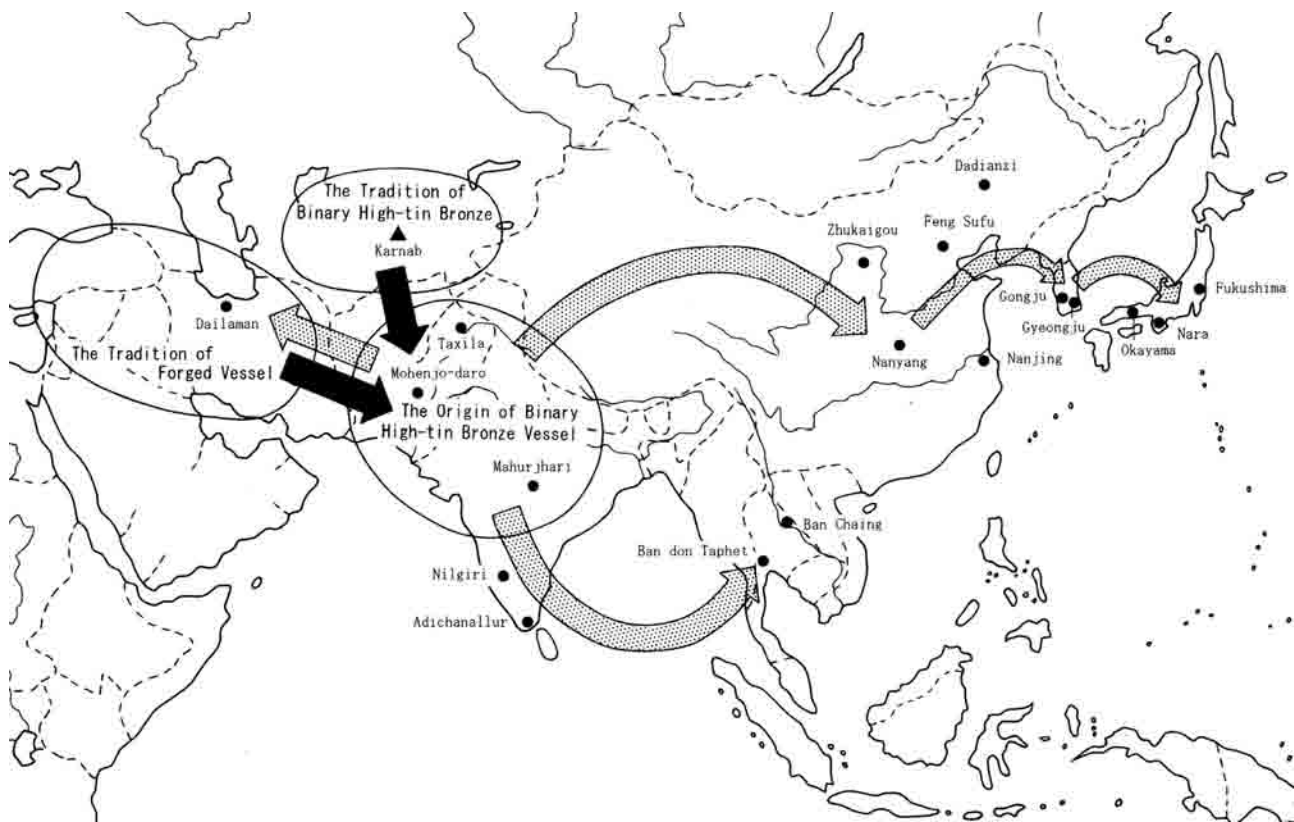 The Tradition of
Binary High-tin Bronze
Karnab
Dadianzi
Feng Sufu
Zhukaigou
Fukushima
Gongju
Gyeongju
Nara
Okayama
Dailaman
Taxila
The Tradition of
Forged Vessel
Mohenjo-daro
Nanyang
Nanjing
The Origin of Binary
High-tin Bronze Vessel
Mahurjhari
Ban Chaing
Ban don Taphet
Nilgiri
Adichanallur